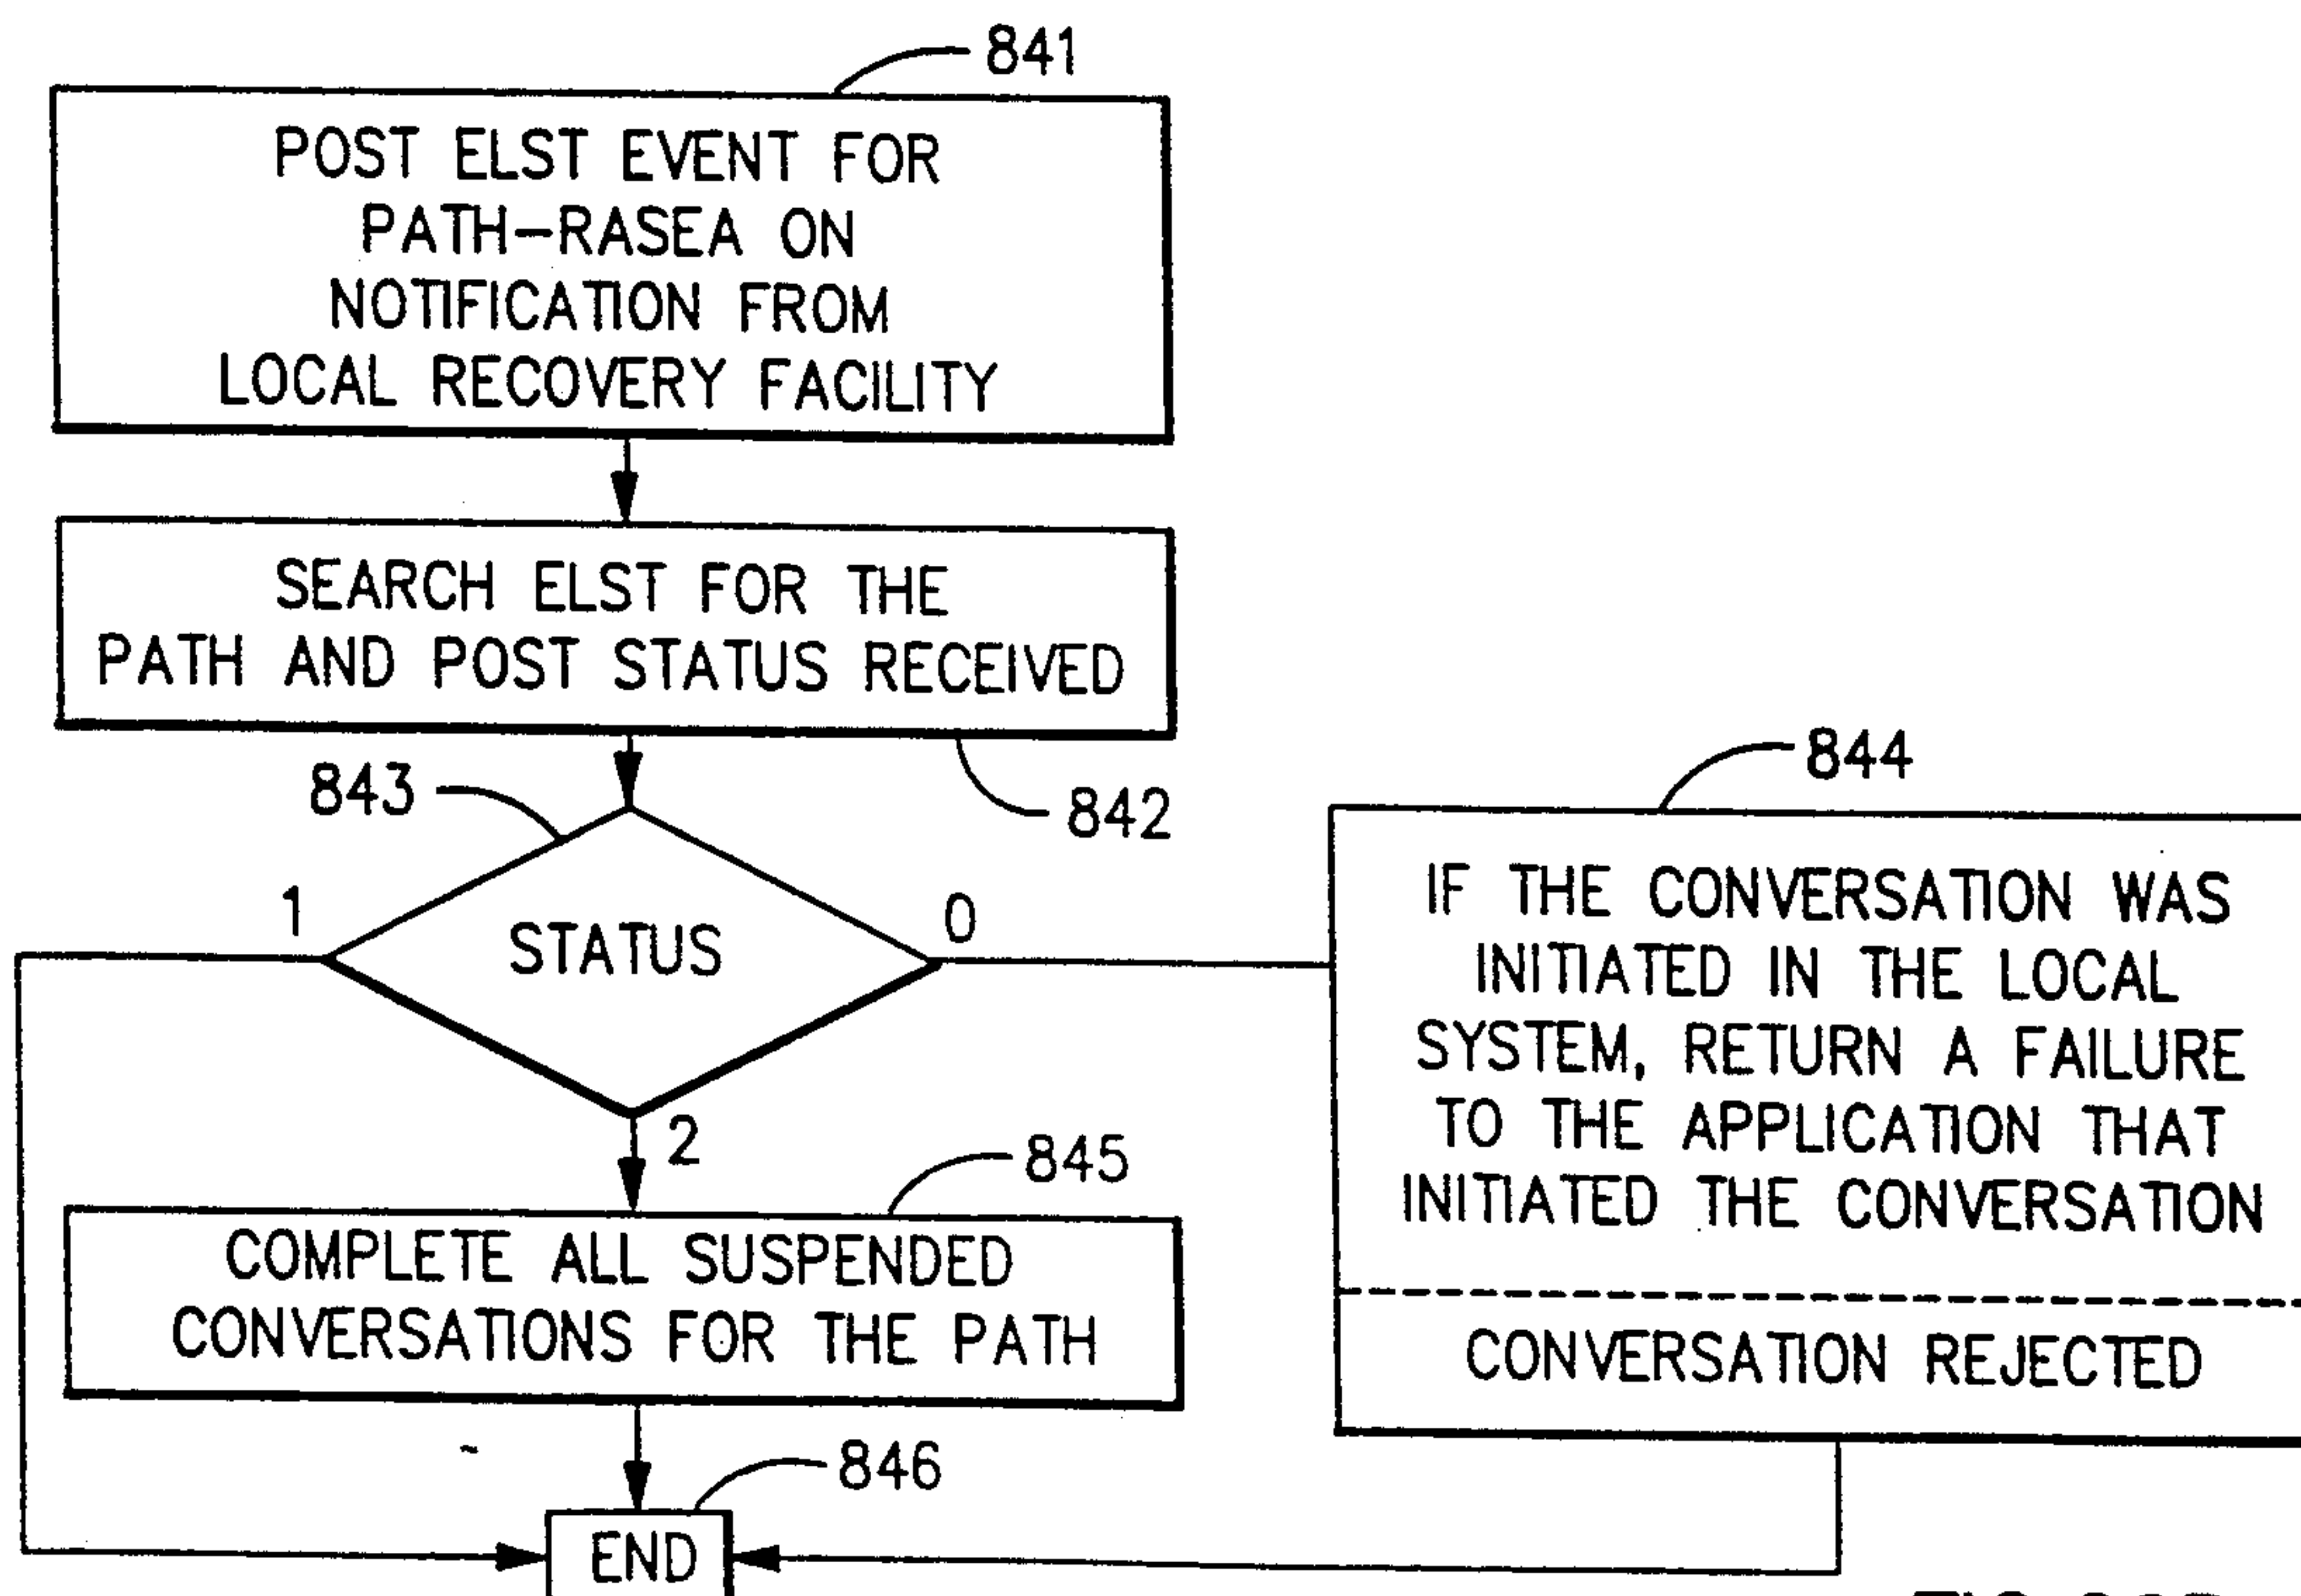 841
POST ELST EVENT FOR
PATH-RASEA ON
NOTIFICATION FROM
LOCAL RECOVERY FACILITY
SEARCH ELST FOR THE
PATH AND POST STATUS RECEIVED
842
843
STATUS
1
0
2
844
IF THE CONVERSATION WAS
INITIATED IN THE LOCAL
SYSTEM, RETURN A FAILURE
TO THE APPLICATION THAT
INITIATED THE CONVERSATION
CONVERSATION REJECTED
845
COMPLETE ALL SUSPENDED
CONVERSATIONS FOR THE PATH
846
END